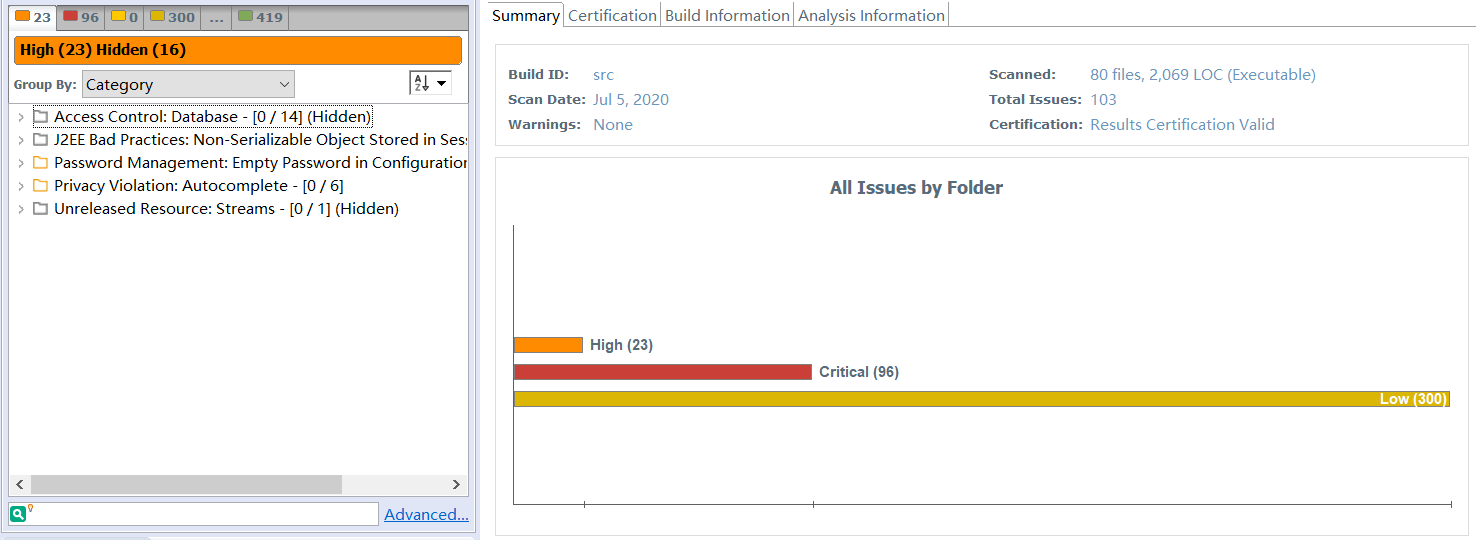 23 96 0 300 ... 419
High (23) Hidden (16)
Group By: Category
Access Control: Database - [0 / 14] (Hidden)
J2EE Bad Practices: Non-Serializable Object Stored in Ses
Password Management: Empty Password in Configuration
Privacy Violation: Autocomplete - [0 / 6]
Unreleased Resource: Streams - [0 / 1] (Hidden)
Advanced...
Summary Certification Build Information Analysis Information
Build ID: src
Scan Date: Jul 5, 2020
Warnings: None
Scanned: 80 files, 2,069 LOC (Executable)
Total Issues: 103
Certification: Results Certification Valid
All Issues by Folder
High (23)
Critical (96)
Low (300)